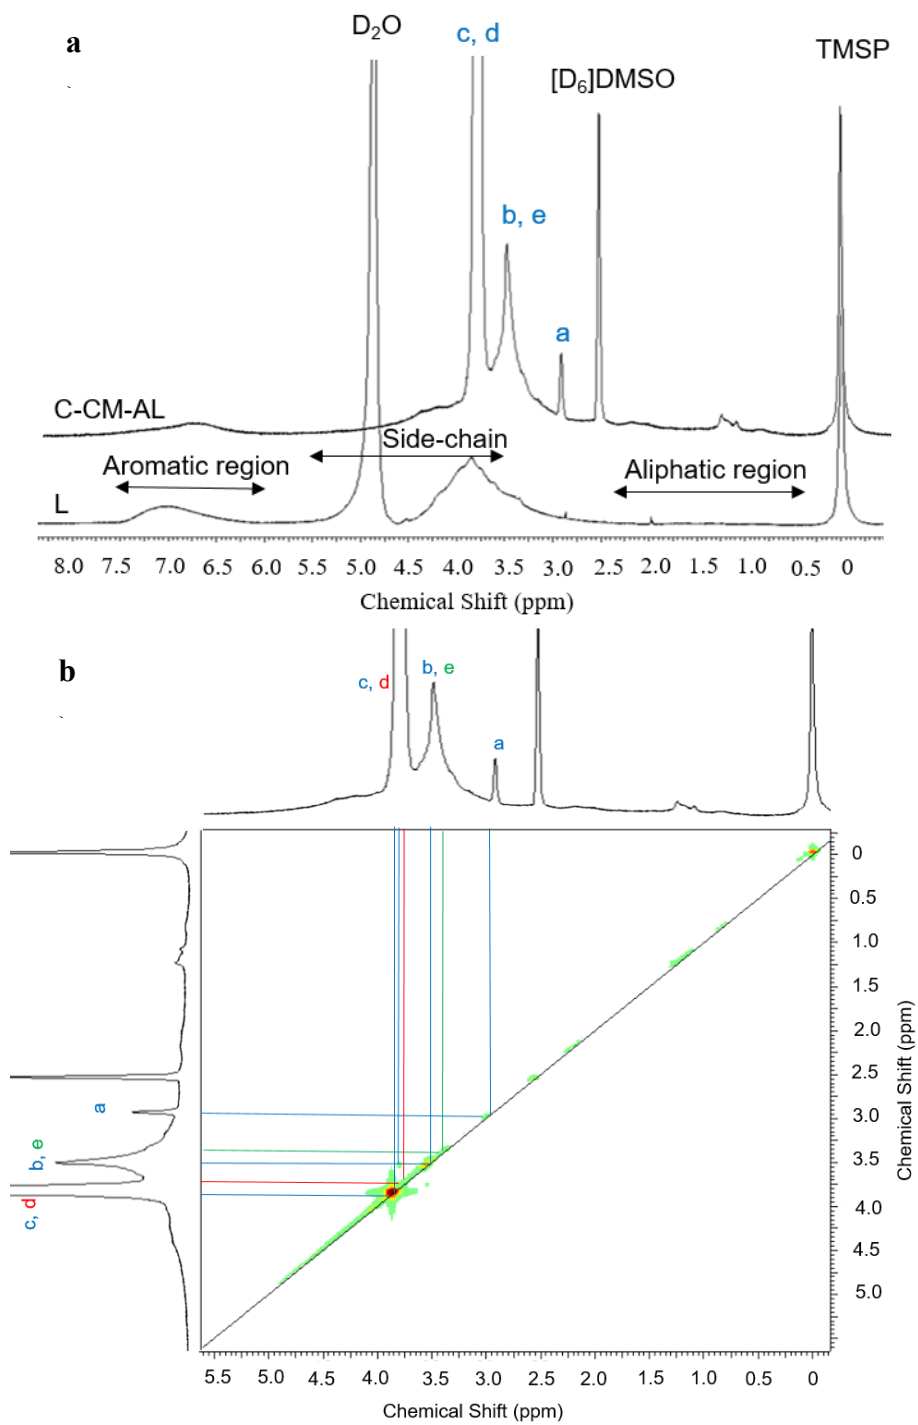 a
D₂O
c, d
[D₆]DMSO
TMSP
b, e
a
C-CM-AL
Side-chain
Aromatic region
Aliphatic region
L
8.0 7.5 7.0 6.5 6.0 5.5 5.0 4.5 4.0 3.5 3.0 2.5 2.0 1.5 1.0 0.5 0
Chemical Shift (ppm)
b
c, d
b, e
a
a
b, e
c, d
0
0.5
1.0
1.5
2.0
2.5
3.0
3.5
4.0
4.5
5.0
Chemical Shift (ppm)
5.5 5.0 4.5 4.0 3.5 3.0 2.5 2.0 1.5 1.0 0.5 0
Chemical Shift (ppm)